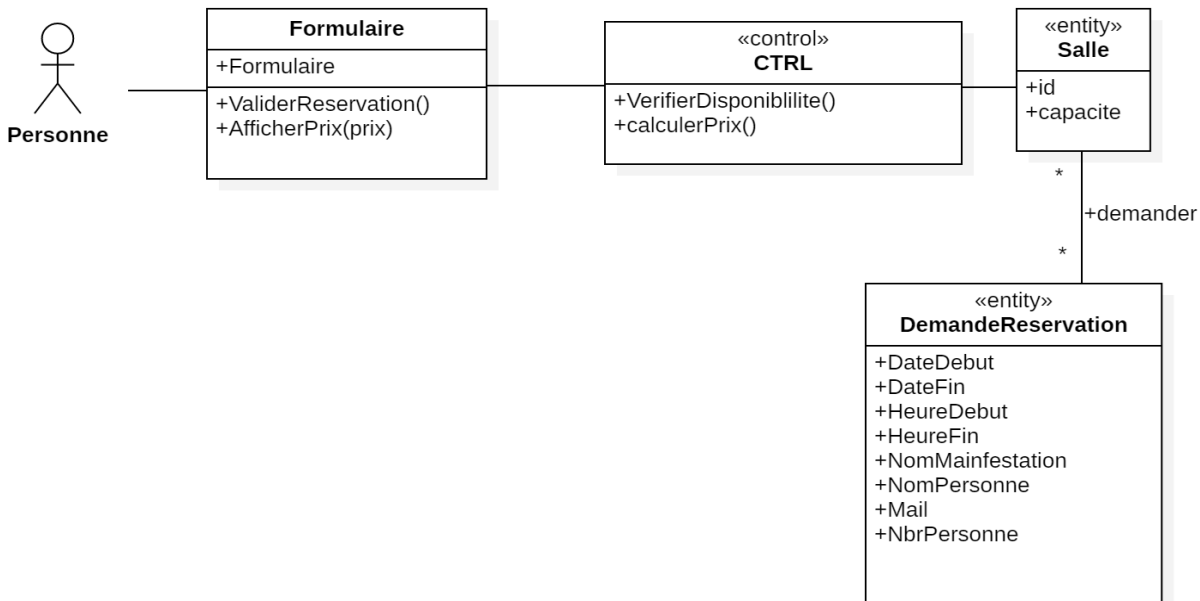 Personne
Formulaire
+Formulaire
+ValiderReservation()
+AfficherPrix(prix)
«control»
CTRL
+VerifierDisponiblilite()
+calculerPrix()
«entity»
Salle
+id
+capacite
*
+demander
*
«entity»
DemandeReservation
+DateDebut
+DateFin
+HeureDebut
+HeureFin
+NomMainfestation
+NomPersonne
+Mail
+NbrPersonne